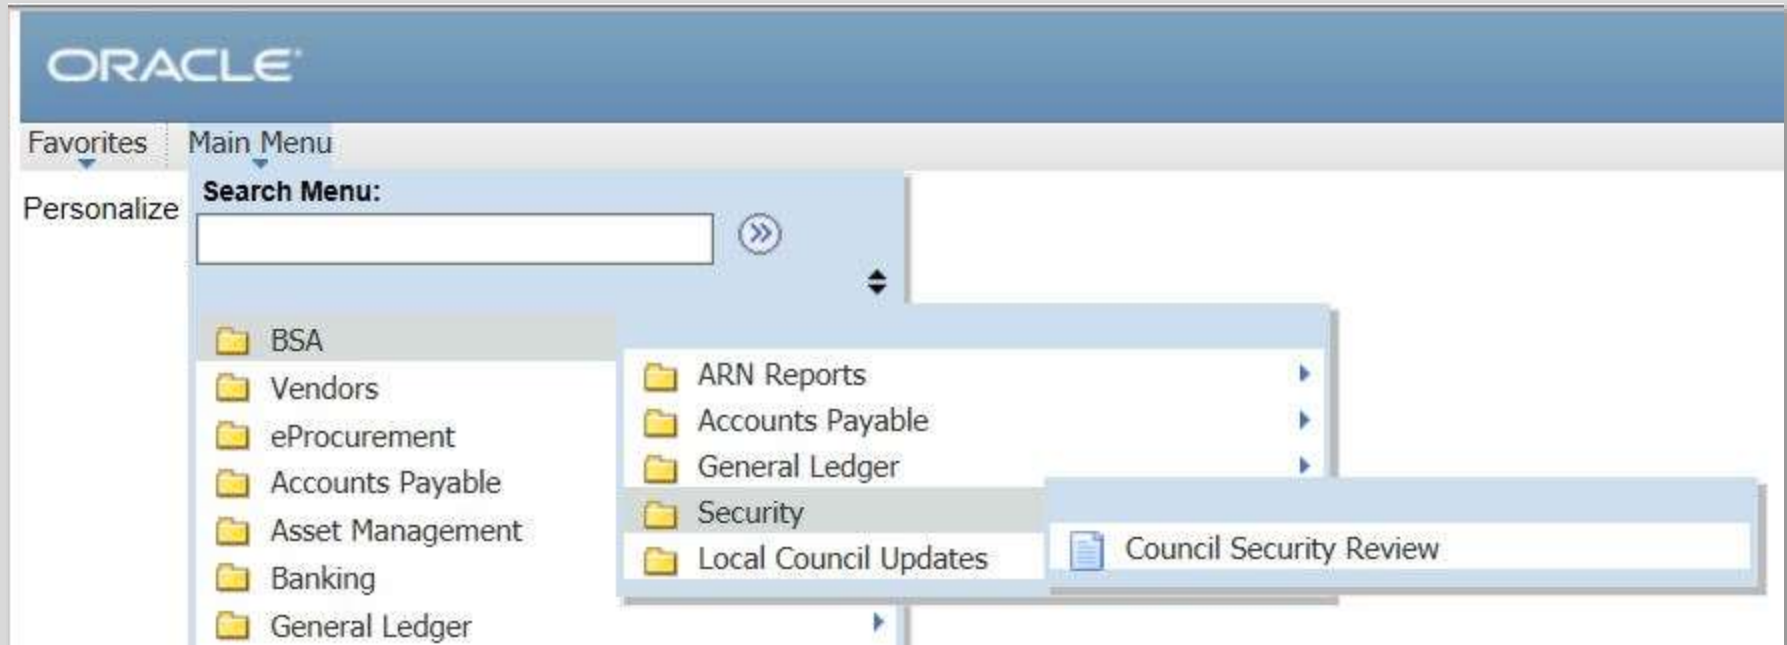 ORACLE
Favorites Main Menu
Personalize
Search Menu:
BSA
Vendors
eProcurement
Accounts Payable
Asset Management
Banking
General Ledger
ARN Reports
Accounts Payable
General Ledger
Security
Local Council Updates
Council Security Review